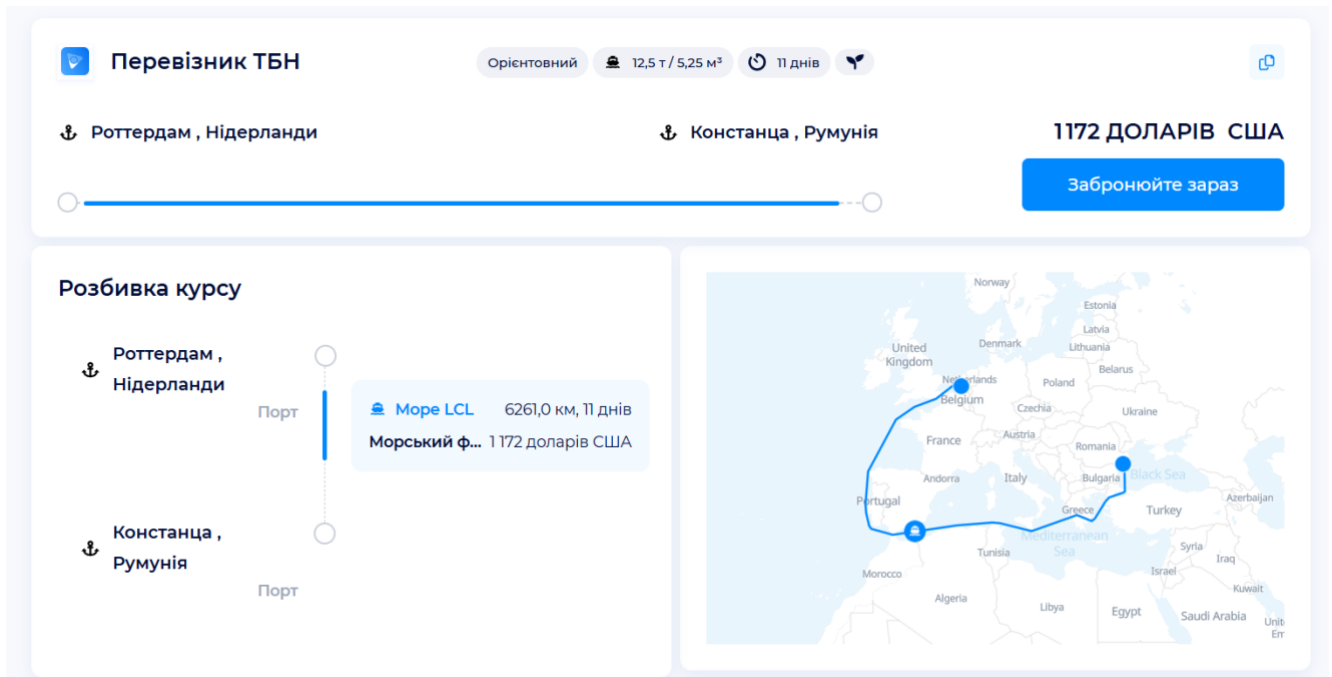 Перевізник ТБН
Орієнтовний
12,5 т / 5,25 м³
11 днів
Роттердам , Нідерланди
Констанца , Румунія
1172 ДОЛАРІВ США
Забронюйте зараз
Розбивка курсу
Роттердам ,
Нідерланди
Порт
Море LCL 6261,0 км, 11 днів
Морський ф... 1 172 доларів США
Констанца ,
Румунія
Порт
Norway
Estonia
Latvia
Lithuania
Denmark
United
Kingdom
Belarus
Netherlands
Poland
Belgium
Czechia
Ukraine
Austria
France
Romania
Andorra
Italy
Bulgaria
Black Sea
Azerbaijan
Portugal
Greece
Turkey
Mediterranean
Sea
Tunisia
Syria
Iraq
Israel
Morocco
Kuwait
Algeria
Libya
Egypt
Saudi Arabia
Unit
Em